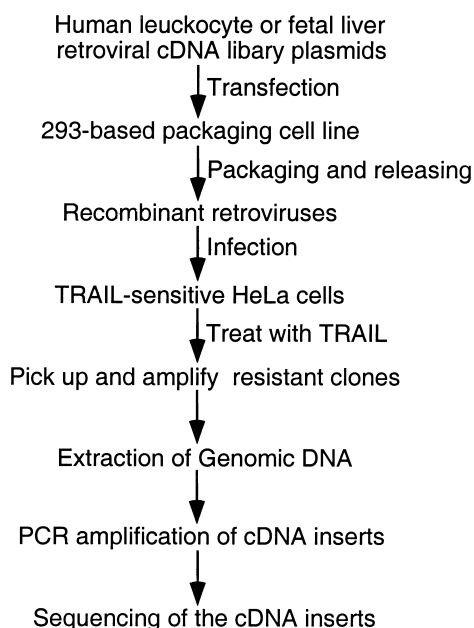 Human leuckocyte or fetal liver
retroviral cDNA libary plasmids
Transfection
293-based packaging cell line
Packaging and releasing
Recombinant retroviruses
Infection
TRAIL-sensitive HeLa cells
Treat with TRAIL
Pick up and amplify resistant clones
Extraction of Genomic DNA
PCR amplification of cDNA inserts
Sequencing of the cDNA inserts